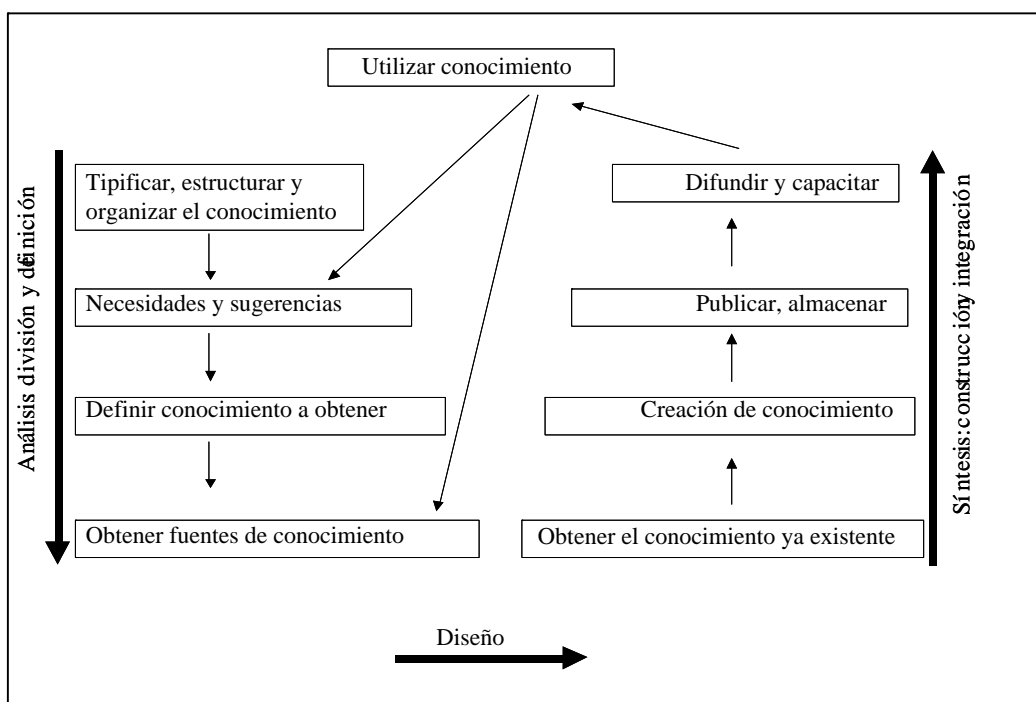 Utilizar conocimiento
Análisis división y definición
Tipificar, estructurar y
organizar el conocimiento
Necesidades y sugerencias
Definir conocimiento a obtener
Obtener fuentes de conocimiento
Difundir y capacitar
Publicar, almacenar
Creación de conocimiento
Obtener el conocimiento ya existente
Síntesis:construcción y integración
Diseño